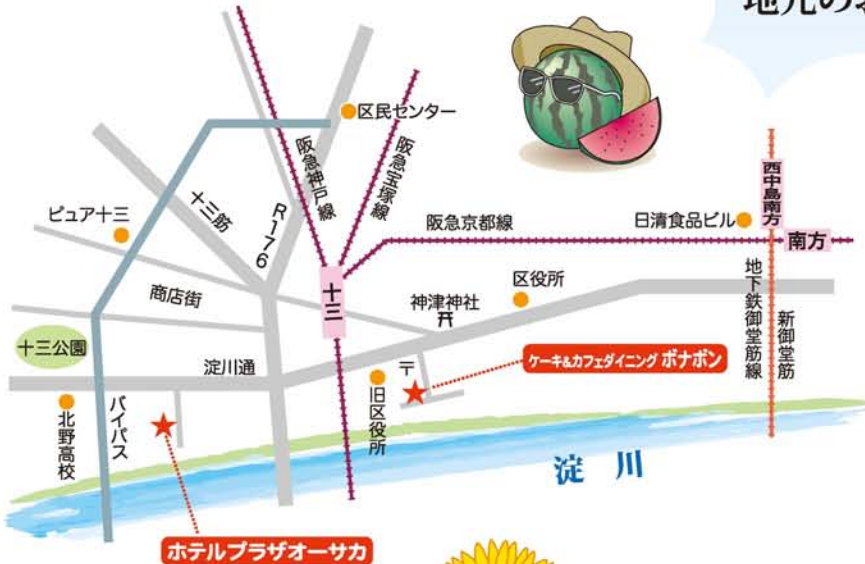 地元の
区民センター
阪急神戸線
阪急宝塚線
ピュア十三
十三筋
R176
阪急京都線
日清食品ビル
西中島南方
南方
商店街
十三
神津神社
区役所
地下鉄御堂筋線
新御堂筋
十三公園
淀川通
〒
ケーキ&カフェダイニング ボナボン
北野高校
バイパス
旧区役所
淀川
ホテルプラザオーサカ